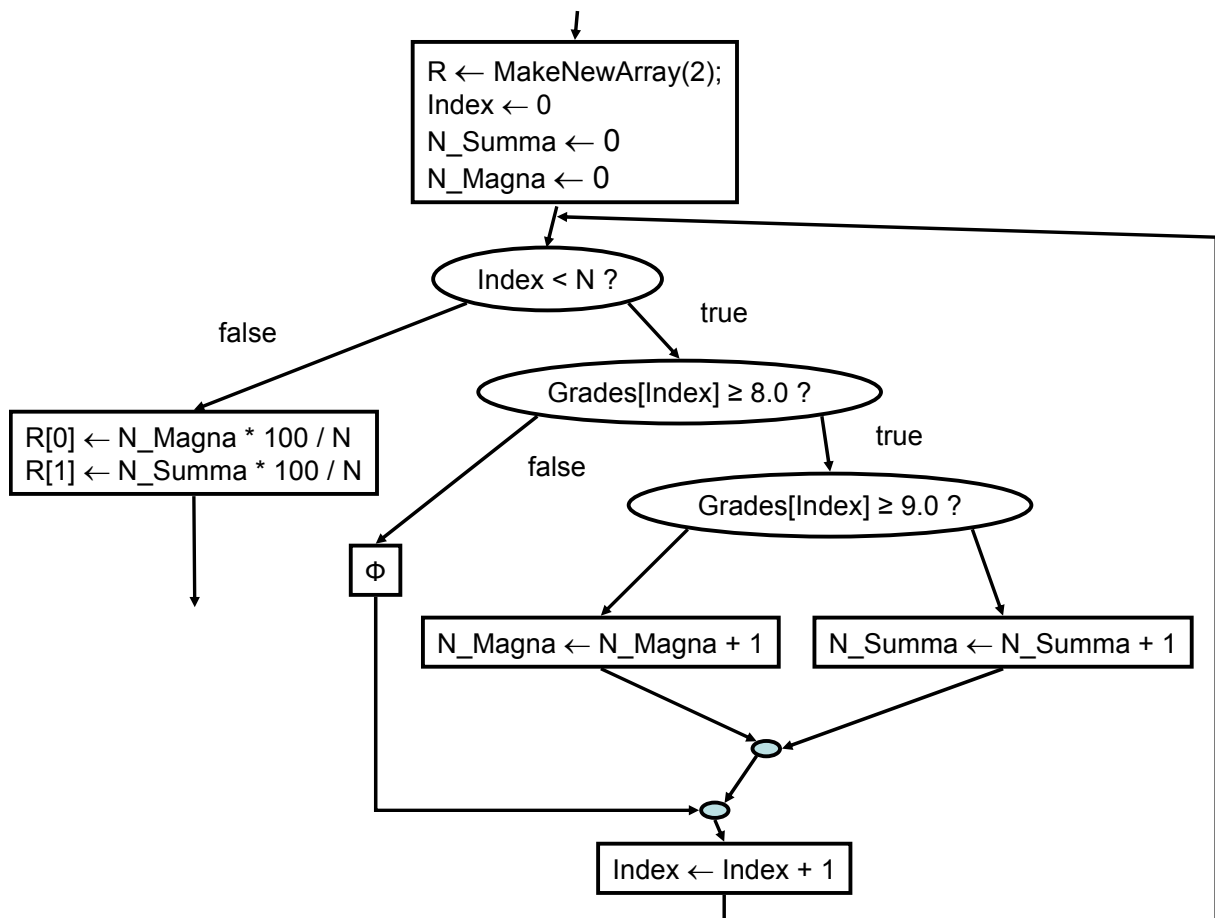 R ← MakeNewArray(2);
Index ← 0
N_Summa ← 0
N_Magna ← 0
Index < N ?
false
true
Grades[Index] ≥ 8.0 ?
R[0] ← N_Magna * 100 / N
R[1] ← N_Summa * 100 / N
false
true
Grades[Index] ≥ 9.0 ?
Φ
N_Magna ← N_Magna + 1
N_Summa ← N_Summa + 1
Index ← Index + 1